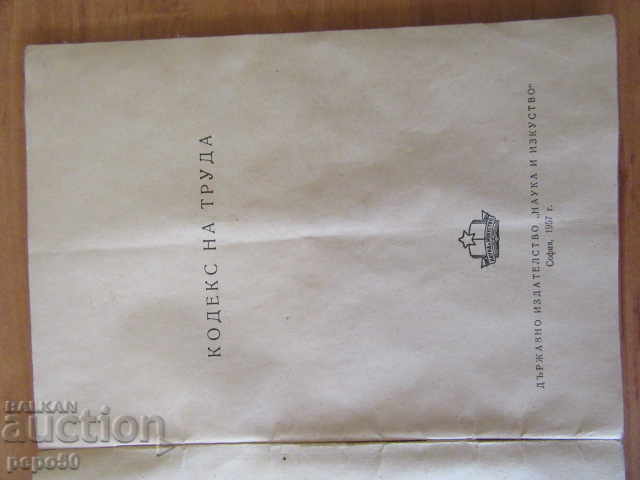 КОДЕКС НА ТРУДА
ДЪРЖАВНО ИЗДАТЕЛСТВО „НАУКА И ИЗКУСТВО“
София, 1957 г.
BALKAN
auction
pepo50